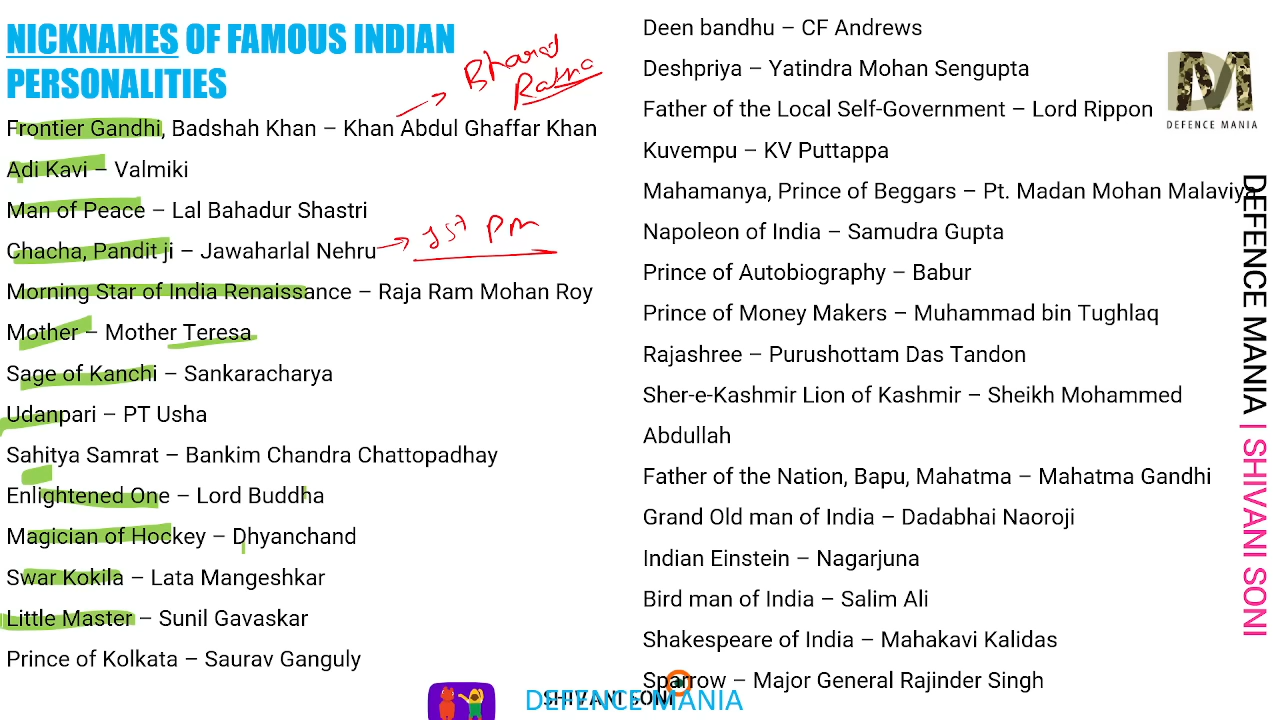 NICKNAMES OF FAMOUS INDIAN
PERSONALITIES
Bharat
Ratna
Frontier Gandhi, Badshah Khan – Khan Abdul Ghaffar Khan
Adi Kavi – Valmiki
Man of Peace – Lal Bahadur Shastri
Chacha, Pandit ji – Jawaharlal Nehru
1st PM
Morning Star of India Renaissance – Raja Ram Mohan Roy
Mother – Mother Teresa
Sage of Kanchi – Sankaracharya
Udanpari – PT Usha
Sahitya Samrat – Bankim Chandra Chattopadhay
Enlightened One – Lord Buddha
Magician of Hockey – Dhyanchand
Swar Kokila – Lata Mangeshkar
Little Master – Sunil Gavaskar
Prince of Kolkata – Saurav Ganguly
Deen bandhu – CF Andrews
Deshpriya – Yatindra Mohan Sengupta
Father of the Local Self-Government – Lord Rippon
Kuvempu – KV Puttappa
Mahamanya, Prince of Beggars – Pt. Madan Mohan Malaviya
Napoleon of India – Samudra Gupta
Prince of Autobiography – Babur
Prince of Money Makers – Muhammad bin Tughlaq
Rajashree – Purushottam Das Tandon
Sher-e-Kashmir Lion of Kashmir – Sheikh Mohammed
Abdullah
Father of the Nation, Bapu, Mahatma – Mahatma Gandhi
Grand Old man of India – Dadabhai Naoroji
Indian Einstein – Nagarjuna
Bird man of India – Salim Ali
Shakespeare of India – Mahakavi Kalidas
Sparrow – Major General Rajinder Singh
DM
DEFENCE MANIA
DEFENCE MANIA | SHIVANI SONI
SHIVANI SONI
DEFENCE MANIA